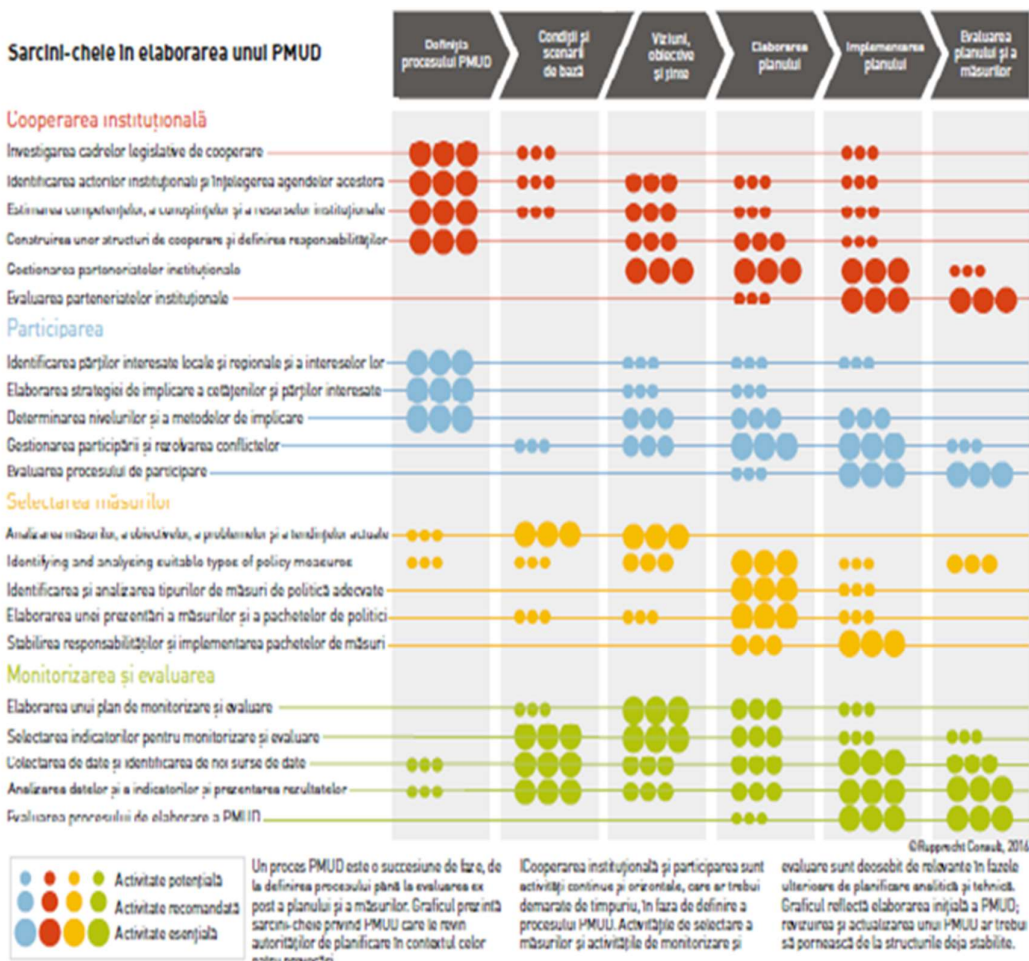 Sarcini-cheie în elaborarea unui PMUD
Definiția
procesului PMUD
Condiții și
scenarii
de bază
Viziuni,
obiective
și ținte
Elaborarea
planului
Implementarea
planului
Evaluarea
planului și a
măsurilor
Cooperarea instituțională
Investigarea cadrelor legislative de cooperare
Identificarea actorilor instituționali și înțelegerea agendelor acestora
Estimarea competențelor, a conoștințelor și a resurselor instituționale
Construirea unor structuri de cooperare și definirea responsabilităților
Gestionarea parteneriatelor instituționale
Evaluarea parteneriatelor instituționale
Participarea
Identificarea părților interesate locale și regionale și a intereselor lor
Elaborarea strategiei de implicare a cetățenilor și părților interesate
Determinarea nivelurilor și a metodelor de implicare
Gestionarea participării și rezolvarea conflictelor
Evaluarea procesului de participare
Selectarea măsurilor
Analizarea măsurilor, a obiectivelor, a problemelor și a tendințelor actuale
Identifying and analysing suitable types of policy measures
Identificarea și analizarea tipurilor de măsuri de politică adecvate
Elaborarea unei prezentări a măsurilor și a pachetelor de politici
Stabilirea responsabilităților și implementarea pachetelor de măsuri
Monitorizarea și evaluarea
Elaborarea unui plan de monitorizare și evaluare
Selectarea indicatorilor pentru monitorizare și evaluare
Colectarea de date și identificarea de noi surse de date
Analizarea datelor și a indicatorilor și prezentarea rezultatelor
Evaluarea procesului de elaborare a PMUD
©Rupprecht Consult, 2016
Activitate potențială
Activitate recomandată
Activitate esențială
Un proces PMUD este o succesiune de faze, de
la definirea procesului până la evaluarea ex
post a planului și a măsurilor. Graficul prezintă
sarcini-cheie privind PMUD care le revin
autorităților de planificare în contextul celor
patru provocări.
ICooperarea instituțională și participarea sunt
activități continue și orizontale, care ar trebui
demarate de timpuriu, în faza de definire a
procesului PMUD. Activitățile de selectare a
măsurilor și activitățile de monitorizare și
evaluare sunt deosebit de relevante în fazele
ulterioare de planificare analitică și tehnică.
Graficul reflectă elaborarea inițială a PMUD;
revizuirea și actualizarea unui PMUD ar trebui
să pornească de la structurile deja stabilite.